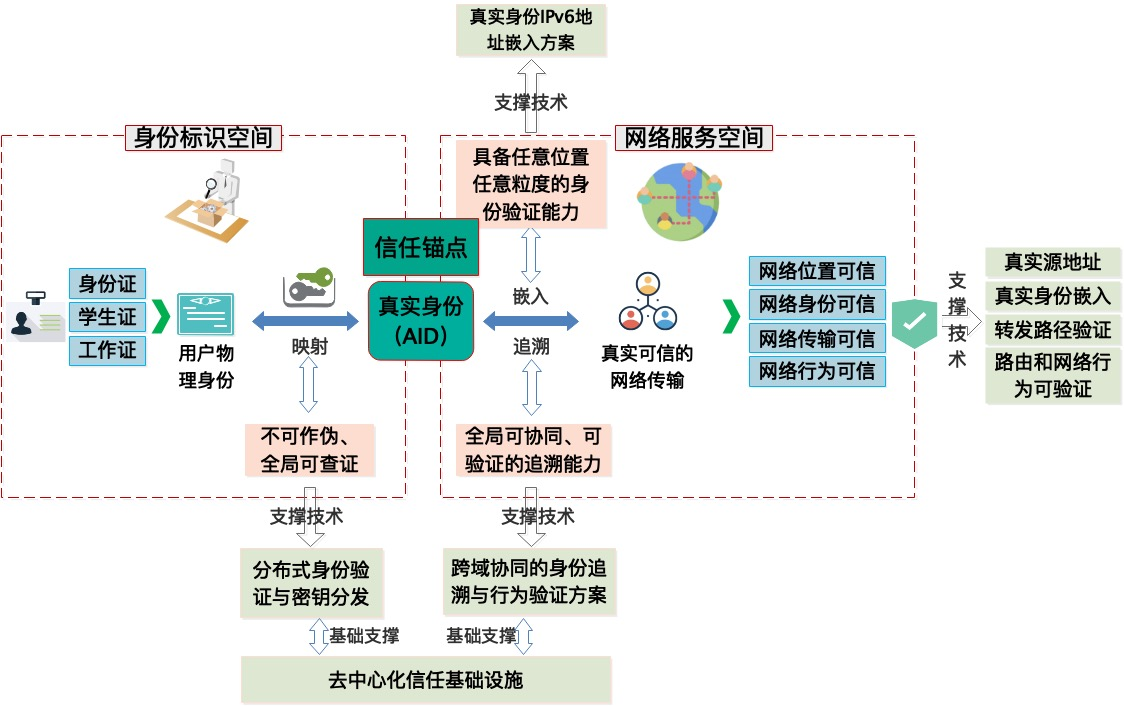 真实身份IPv6地
址嵌入方案
支撑技术
身份标识空间
网络服务空间
具备任意位置
任意粒度的身
份验证能力
信任锚点
真实身份
（AID）
身份证
学生证
工作证
用户物
理身份
映射
嵌入
追溯
真实可信的
网络传输
网络位置可信
网络身份可信
网络传输可信
网络行为可信
支
撑
技
术
真实源地址
真实身份嵌入
转发路径验证
路由和网络行
为可验证
不可作伪、
全局可查证
全局可协同、可
验证的追溯能力
支撑技术
支撑技术
分布式身份验
证与密钥分发
跨域协同的身份追
溯与行为验证方案
基础支撑
基础支撑
去中心化信任基础设施